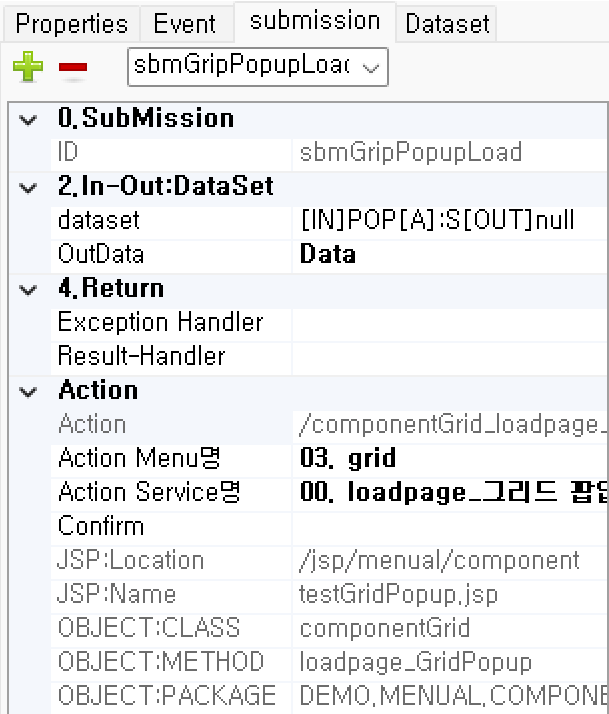 Properties Event submission Dataset
sbmGripPopupLoa
0.SubMission
ID sbmGripPopupLoad
2.In-Out:DataSet
dataset [IN]POP[A]:S[OUT]null
OutData Data
4.Return
Exception Handler
Result-Handler
Action
Action /componentGrid_loadpage_
Action Menu명 03. grid
Action Service명 00. loadpage_그리드 팝업
Confirm
JSP:Location /jsp/menual/component
JSP:Name testGridPopup.jsp
OBJECT:CLASS componentGrid
OBJECT:METHOD loadpage_GridPopup
OBJECT:PACKAGE DEMO.MENUAL.COMPONE